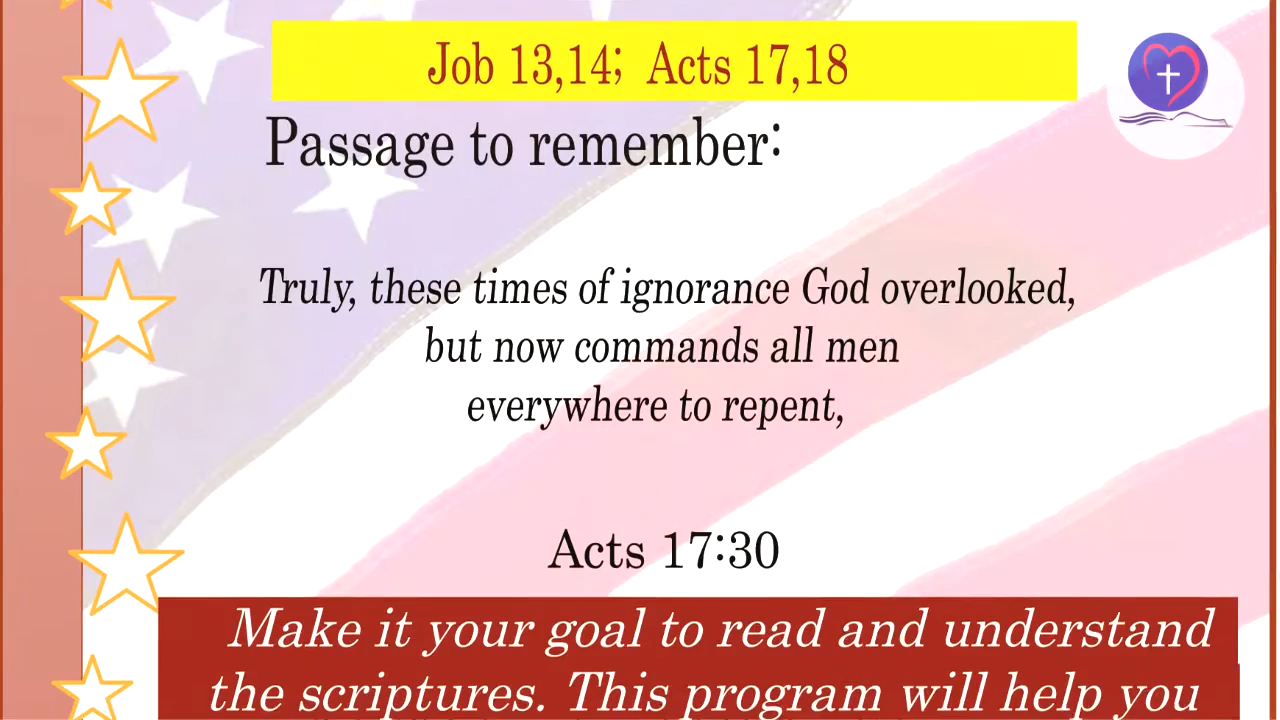 Job 13,14; Acts 17,18
Passage to remember:
Truly, these times of ignorance God overlooked,
but now commands all men
everywhere to repent,
Acts 17:30
Make it your goal to read and understand
the scriptures. This program will help you